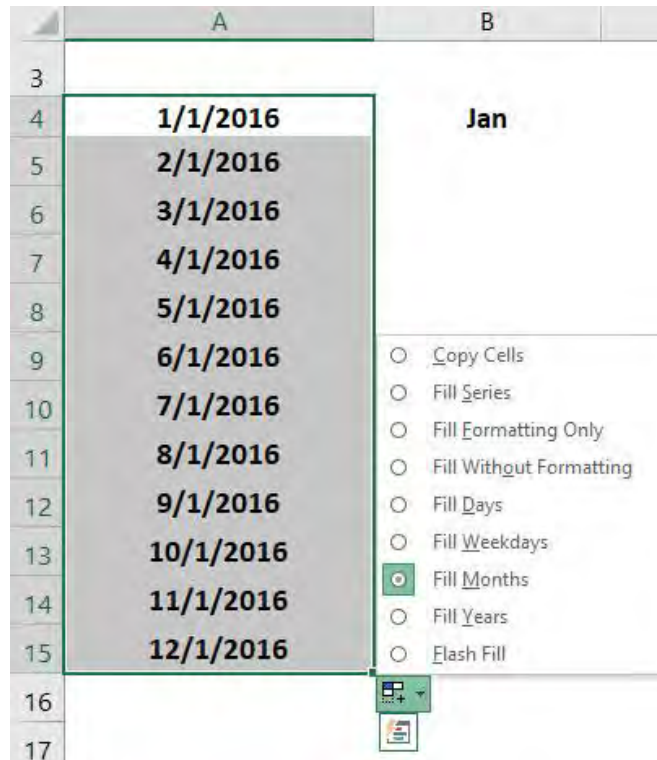 A B
3
4 1/1/2016 Jan
5 2/1/2016
6 3/1/2016
7 4/1/2016
8 5/1/2016
9 6/1/2016 Copy Cells
10 7/1/2016 Fill Series
11 8/1/2016 Fill Formatting Only
Fill Without Formatting
12 9/1/2016 Fill Days
13 10/1/2016 Fill Weekdays
14 11/1/2016 Fill Months
Fill Years
15 12/1/2016 Flash Fill
16
17